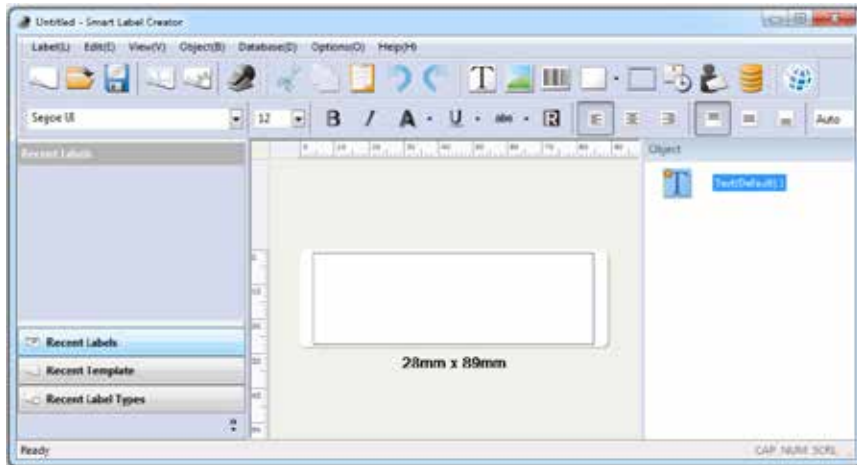 Untitled - Smart Label Creator
Label(L) Edit(E) View(V) Object(B) Database(D) Options(O) Help(H)
T
Segoe UI 12 B I A U abc R Auto
Recent Labels
Object
T Text(Default) 1
Recent Labels
Recent Template
Recent Label Types
28mm x 89mm
Ready
CAP NUM SCRL